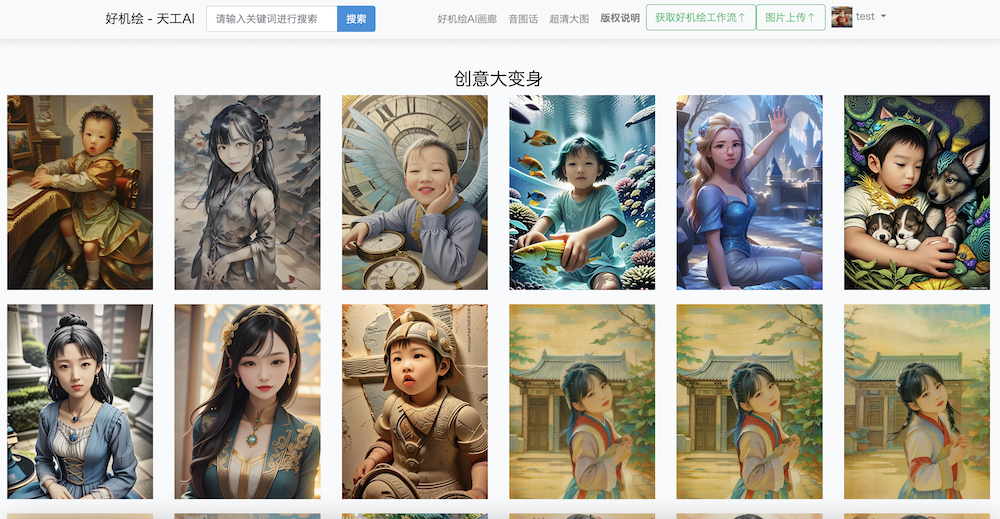 好机绘 - 天工AI
请输入关键词进行搜索
搜索
好机绘AI画廊
音图话
超清大图
版权说明
获取好机绘工作流↑
图片上传↑
test
创意大变身